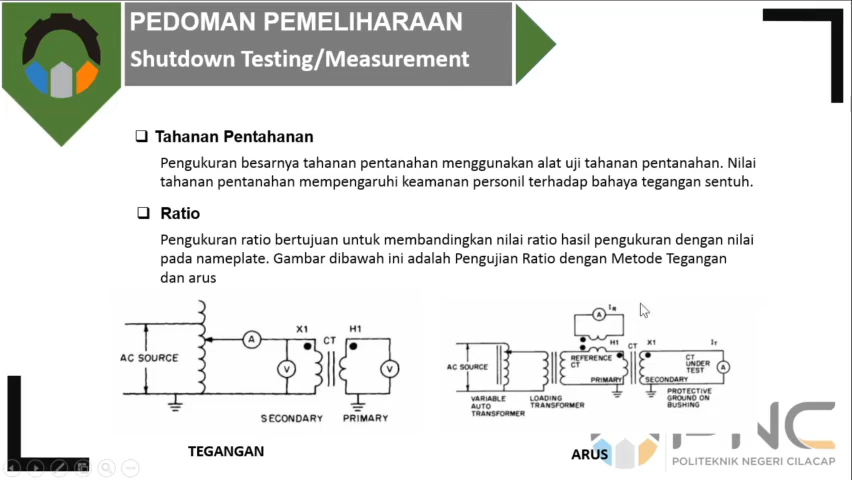 PEDOMAN PEMELIHARAAN
Shutdown Testing/Measurement
Tahanan Pentahanan
Pengukuran besarnya tahanan pentanahan menggunakan alat uji tahanan pentanahan. Nilai
tahanan pentanahan mempengaruhi keamanan personil terhadap bahaya tegangan sentuh.
Ratio
Pengukuran ratio bertujuan untuk membandingkan nilai ratio hasil pengukuran dengan nilai
pada nameplate. Gambar dibawah ini adalah Pengujian Ratio dengan Metode Tegangan
dan arus
AC SOURCE
A
X1
CT
H1
V
V
SECONDARY
PRIMARY
TEGANGAN
A
IR
AC SOURCE
REFERENCE
CT
H1
CT
X1
IT
PRIMARY
SECONDARY
CT
UNDER
TEST
A
VARIABLE
AUTO
TRANSFORMER
LOADING
TRANSFORMER
PROTECTIVE
GROUND ON
BUSHING
ARUS
PNC
POLITEKNIK NEGERI CILACAP